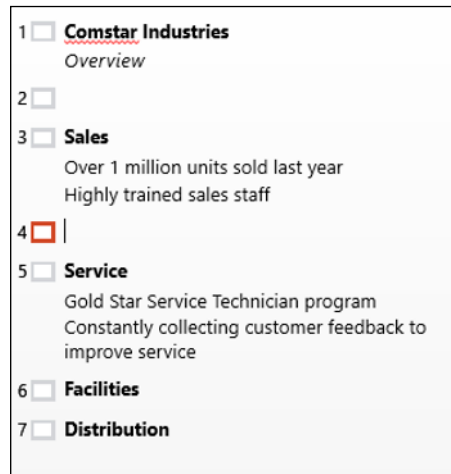 1 Comstar Industries
Overview
2
3 Sales
Over 1 million units sold last year
Highly trained sales staff
4
5 Service
Gold Star Service Technician program
Constantly collecting customer feedback to
improve service
6 Facilities
7 Distribution